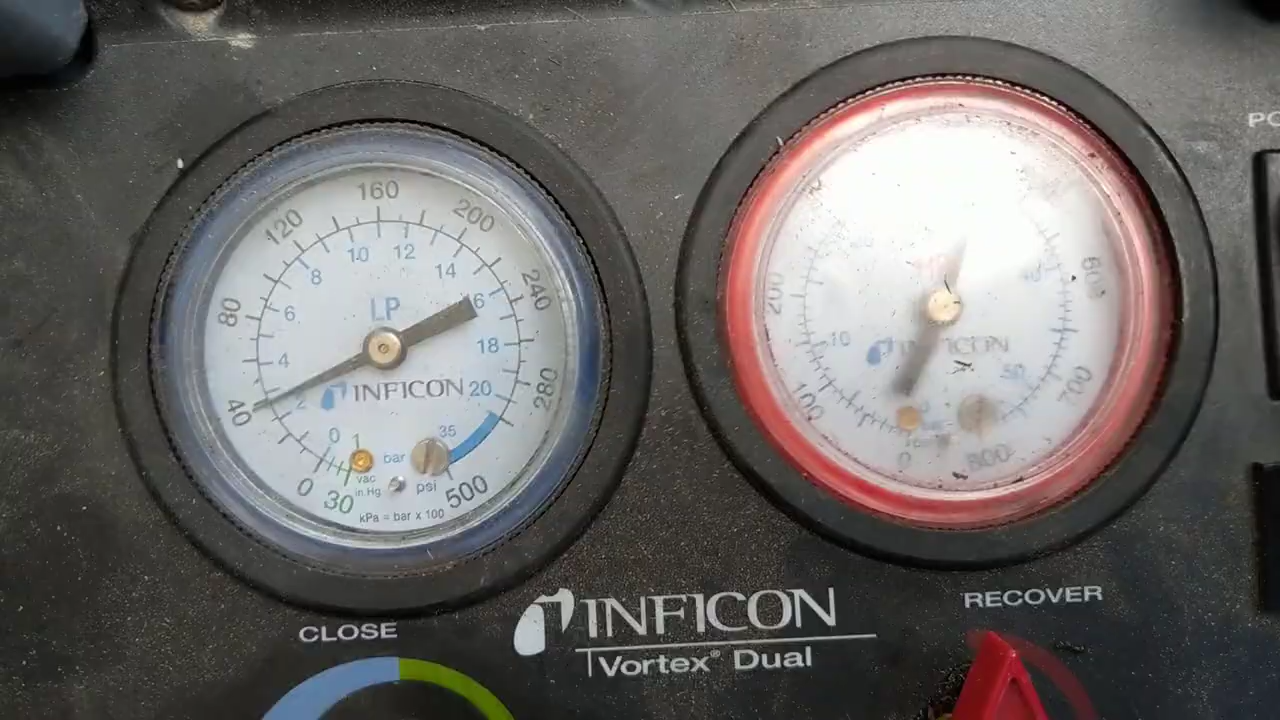 160
120
200
10
12
8
14
240
80
6
LP
16
18
4
INFICON
20
280
40
2
0
1
35
bar
0
30
vac
in.Hg
psi
500
kPa = bar x 100
600
200
10
INFICON
50
700
100
0
800
PO
CLOSE
INFICON
Vortex® Dual
RECOVER